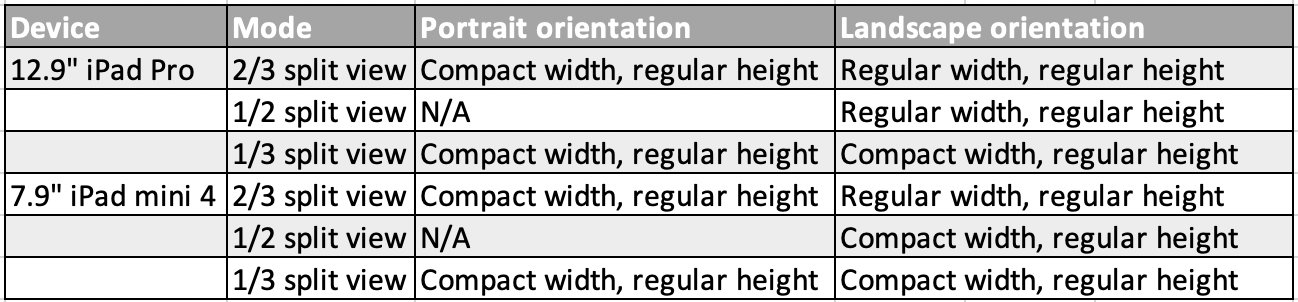 Device Mode Portrait orientation Landscape orientation
12.9" iPad Pro 2/3 split view Compact width, regular height Regular width, regular height
1/2 split view N/A Regular width, regular height
1/3 split view Compact width, regular height Compact width, regular height
7.9" iPad mini 4 2/3 split view Compact width, regular height Regular width, regular height
1/2 split view N/A Compact width, regular height
1/3 split view Compact width, regular height Compact width, regular height